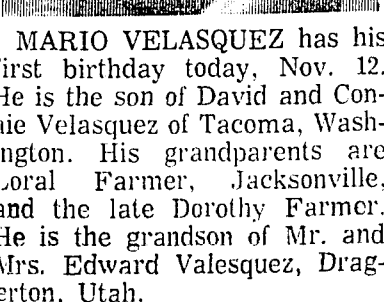 MARIO VELASQUEZ has his
first birthday today, Nov. 12.
He is the son of David and Con-
nie Velasquez of Tacoma, Wash-
ington. His grandparents are
Loral Farmer, Jacksonville,
and the late Dorothy Farmer.
He is the grandson of Mr. and
Mrs. Edward Valesquez, Drag-
erton, Utah.